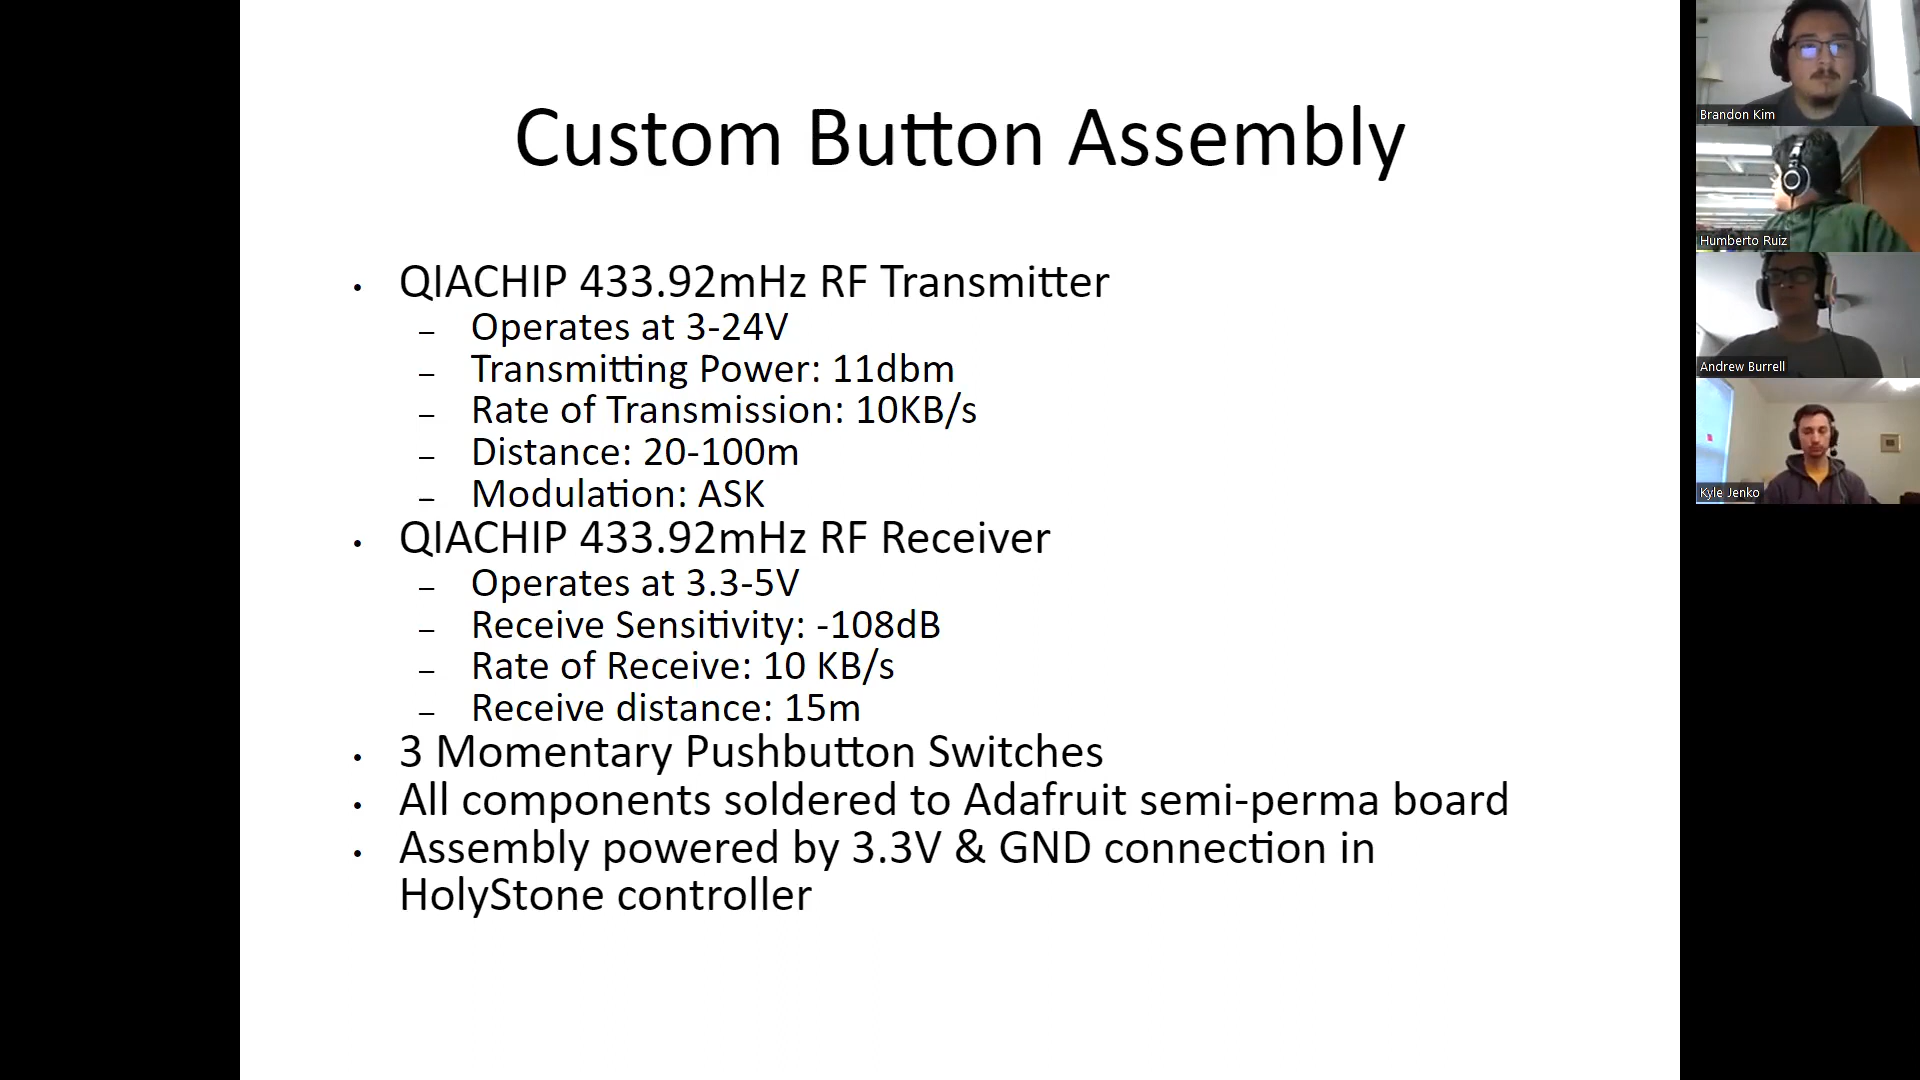 Custom Button Assembly
• QIACHIP 433.92mHz RF Transmitter
– Operates at 3-24V
– Transmitting Power: 11dbm
– Rate of Transmission: 10KB/s
– Distance: 20-100m
– Modulation: ASK
• QIACHIP 433.92mHz RF Receiver
– Operates at 3.3-5V
– Receive Sensitivity: -108dB
– Rate of Receive: 10 KB/s
– Receive distance: 15m
• 3 Momentary Pushbutton Switches
• All components soldered to Adafruit semi-perma board
• Assembly powered by 3.3V & GND connection in
HolyStone controller
Brandon Kim
Humberto Ruiz
Andrew Burrell
Kyle Jenko